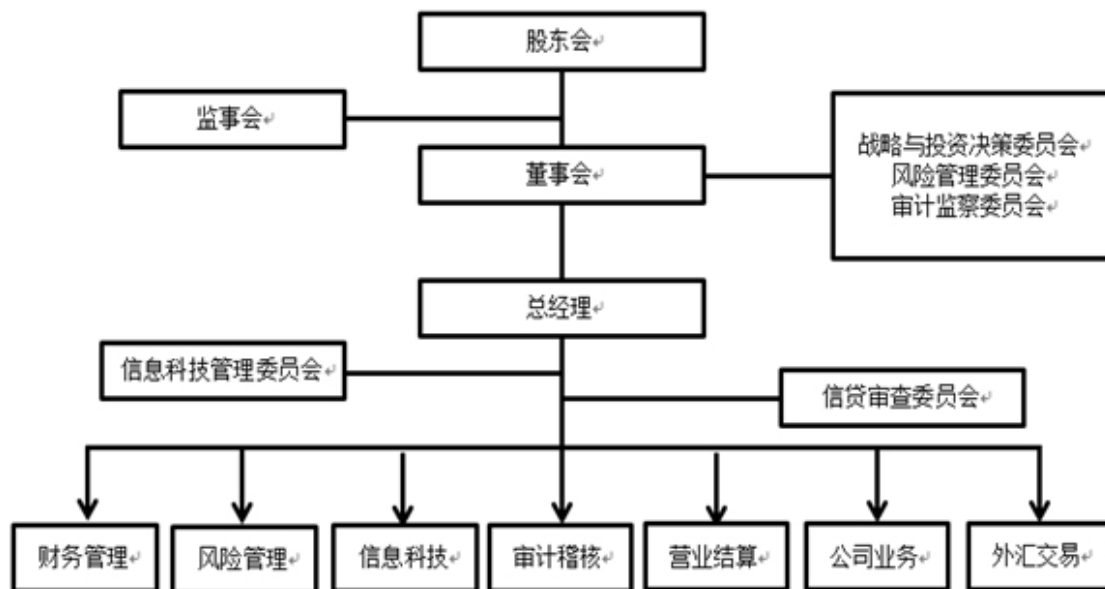 股东会
监事会
战略与投资决策委员会
风险管理委员会
审计监察委员会
董事会
总经理
信息科技管理委员会
信贷审查委员会
财务管理
风险管理
信息科技
审计稽核
营业结算
公司业务
外汇交易